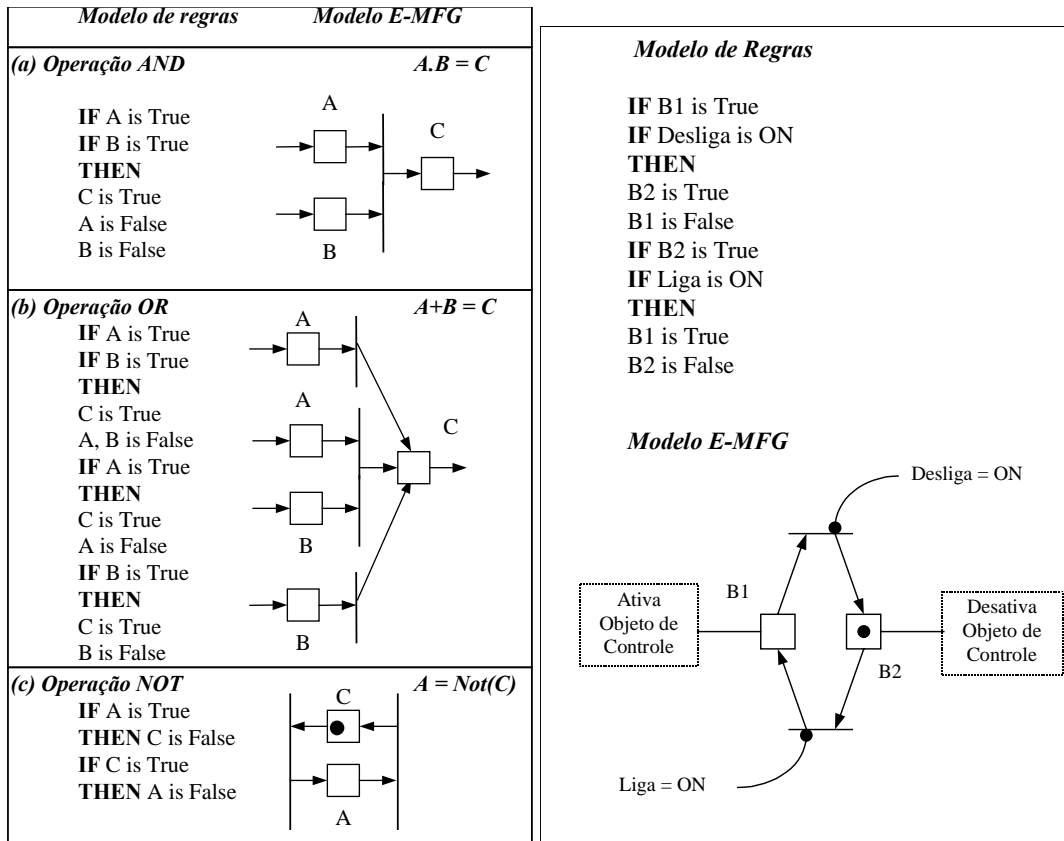 Modelo de regras Modelo E-MFG
(a) Operação AND A.B = C
IF A is True
IF B is True
THEN
C is True
A is False
B is False
A
C
B
(b) Operação OR A+B = C
IF A is True
IF B is True
THEN
C is True
A, B is False
IF A is True
THEN
C is True
A is False
IF B is True
THEN
C is True
B is False
A
A
C
B
B
(c) Operação NOT A = Not(C)
IF A is True
THEN C is False
IF C is True
THEN A is False
C
A
Modelo de Regras
IF B1 is True
IF Desliga is ON
THEN
B2 is True
B1 is False
IF B2 is True
IF Liga is ON
THEN
B1 is True
B2 is False
Modelo E-MFG
Desliga = ON
B1
Ativa
Objeto de
Controle
Desativa
Objeto de
Controle
B2
Liga = ON